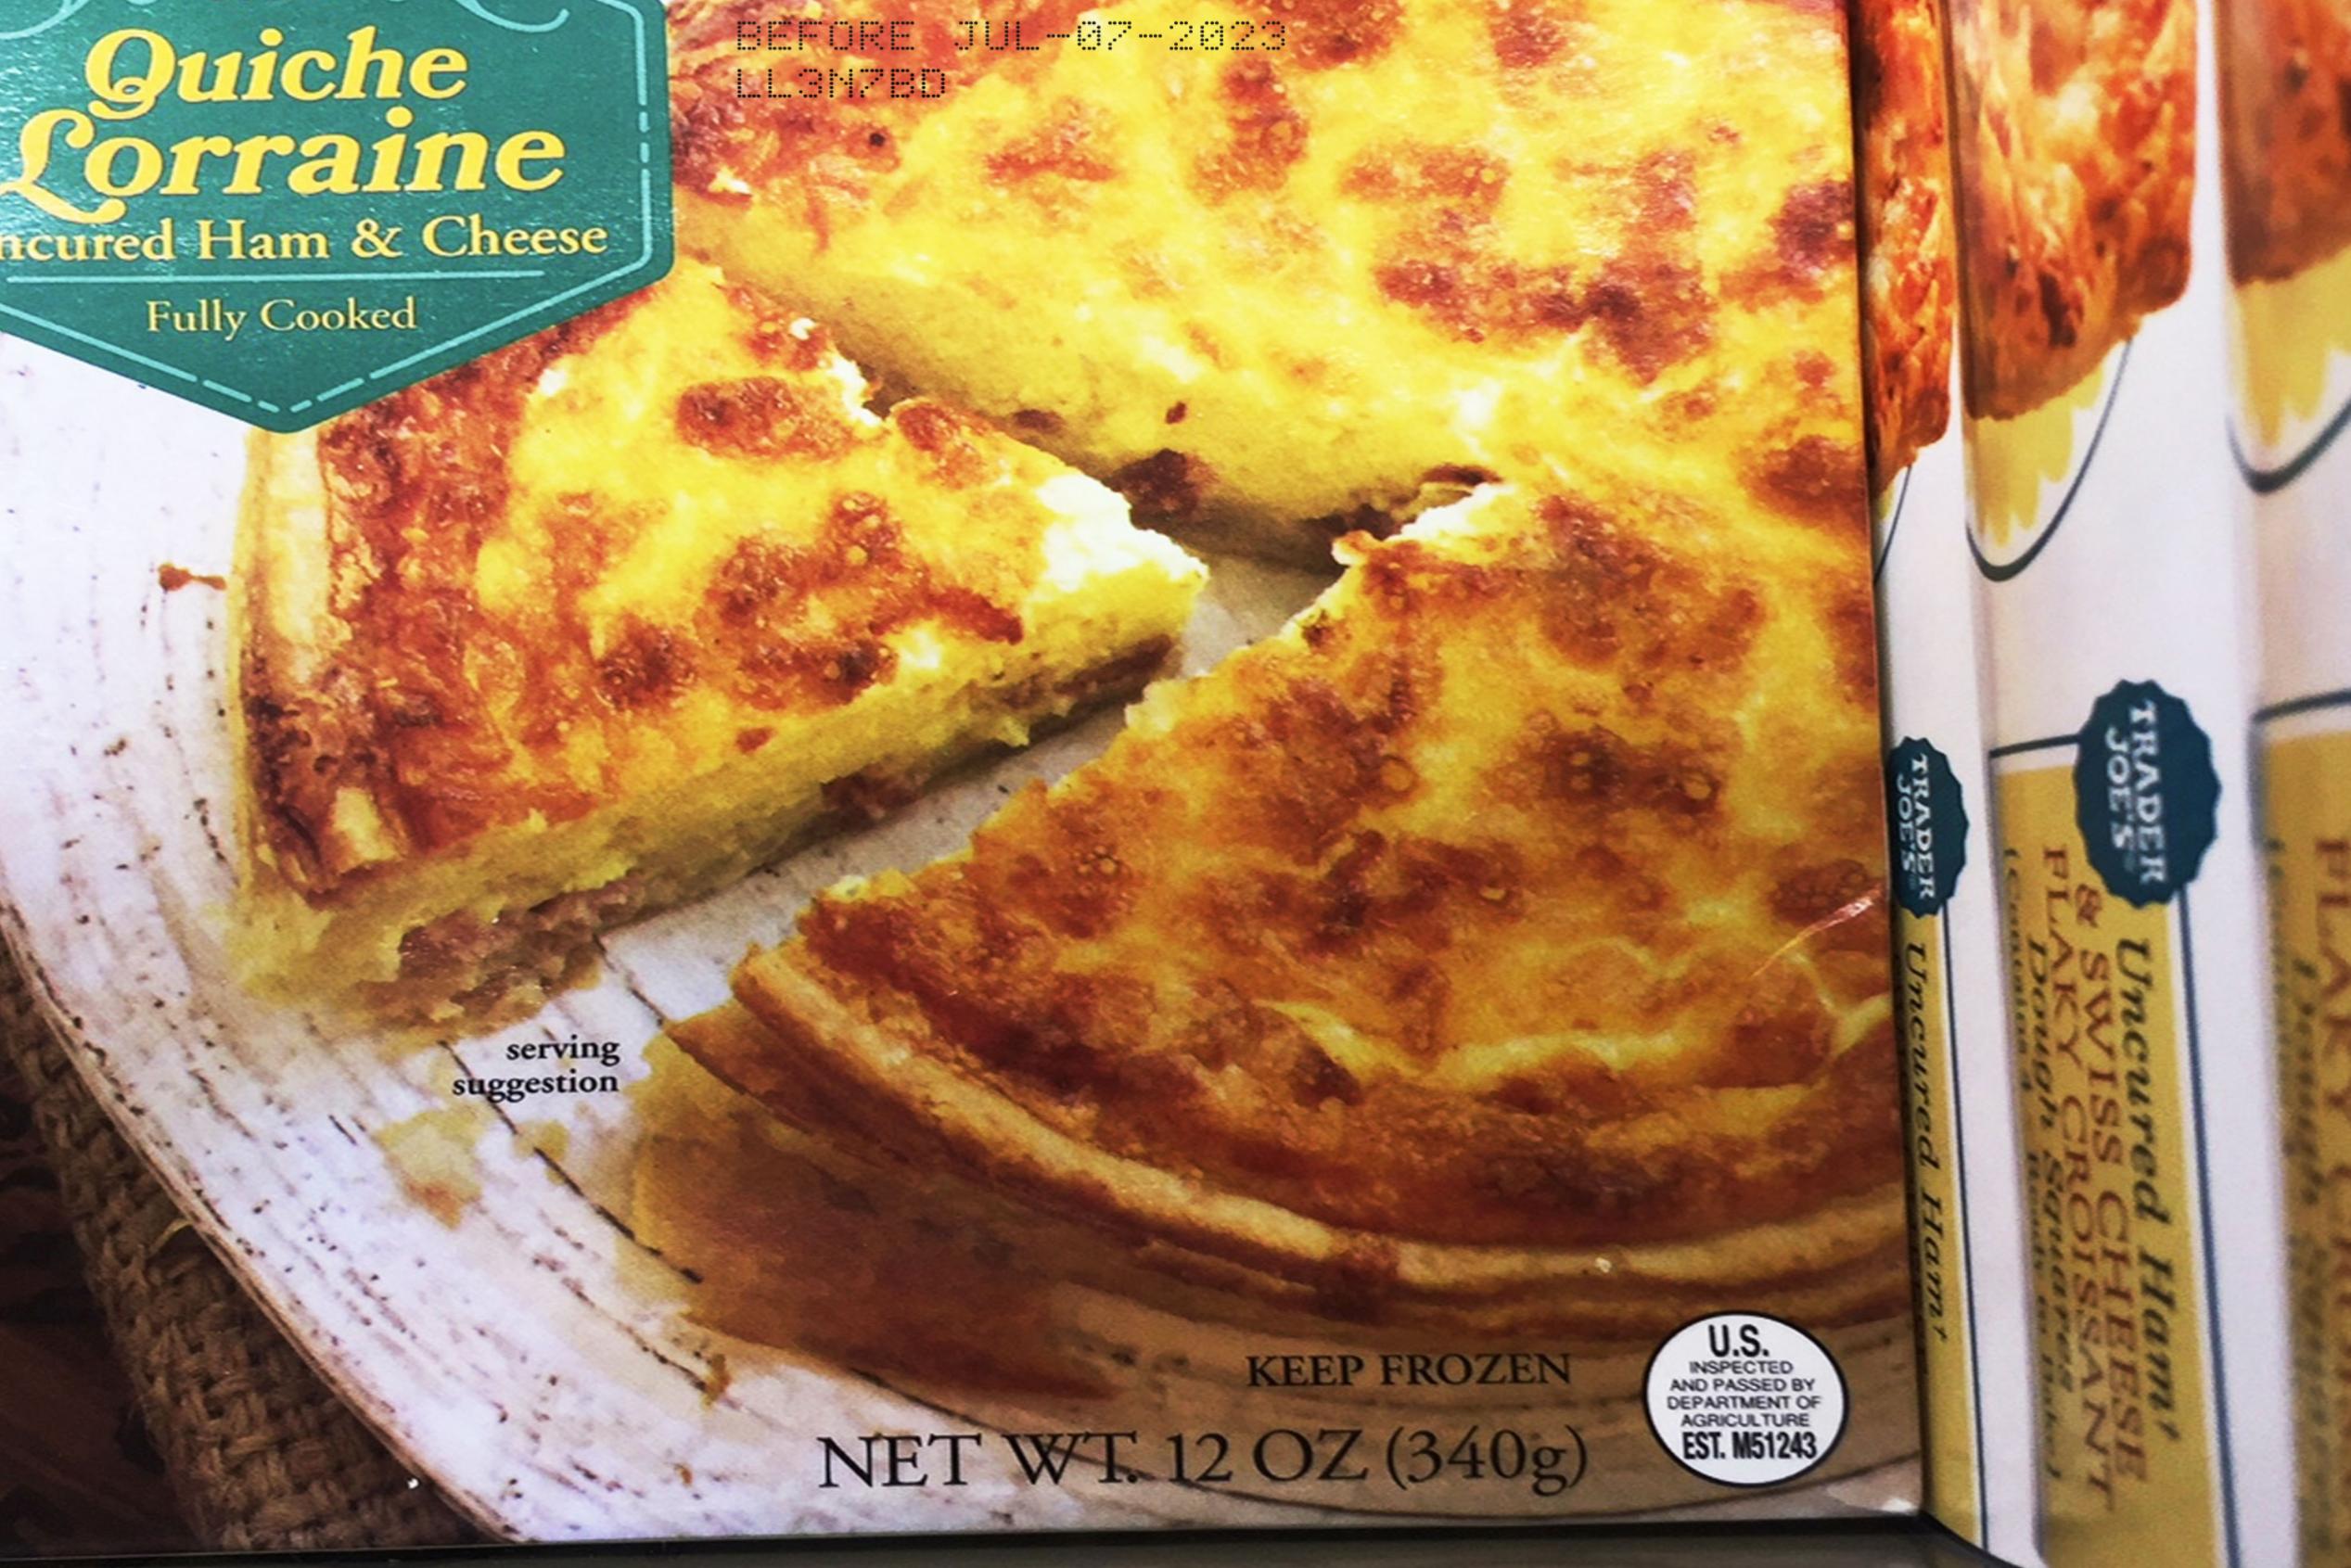 BEFORE JUL-07-2023
LL3N7BD
Quiche
Lorraine
ncured Ham & Cheese
Fully Cooked
serving
suggestion
KEEP FROZEN
NET WT. 12 OZ (340g)
U.S.
INSPECTED
AND PASSED BY
DEPARTMENT OF
AGRICULTURE
EST. M51243
TRADER
JOE'S
Uncured Ham†
TRADER
JOE'S
Uncured Ham†
& SWISS CHEESE
FLAKY CROISSANT
Dough Squares